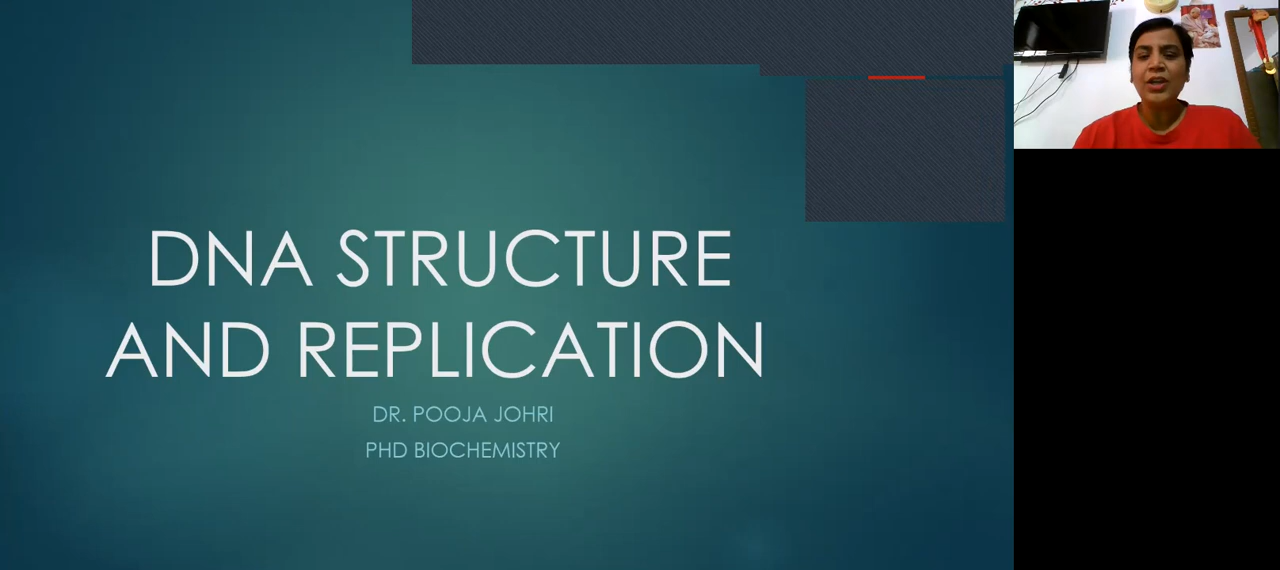 DNA STRUCTURE
AND REPLICATION
DR. POOJA JOHRI
PHD BIOCHEMISTRY